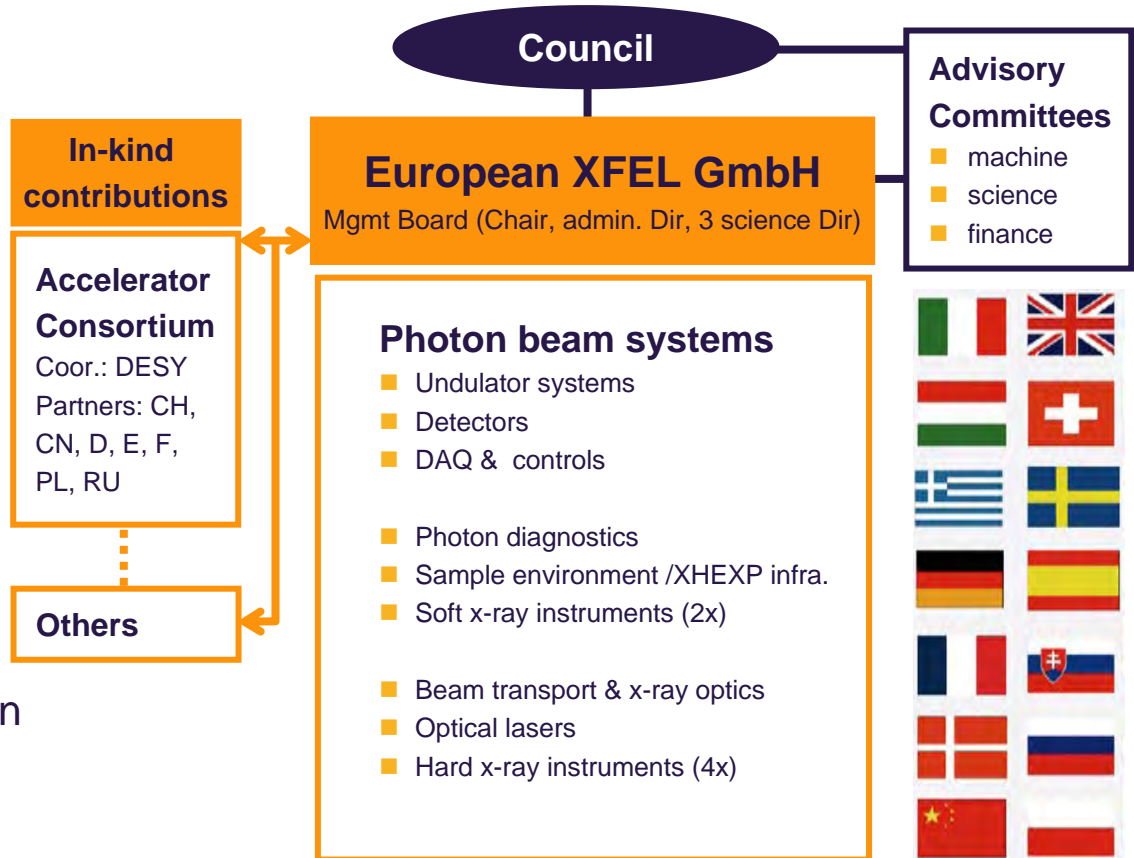 Council
Advisory
Committees
machine
science
finance
In-kind
contributions
European XFEL GmbH
Mgmt Board (Chair, admin. Dir, 3 science Dir)
Accelerator
Consortium
Coor.: DESY
Partners: CH,
CN, D, E, F,
PL, RU
Others
n
Photon beam systems
Undulator systems
Detectors
DAQ & controls
Photon diagnostics
Sample environment /XHEXP infra.
Soft x-ray instruments (2x)
Beam transport & x-ray optics
Optical lasers
Hard x-ray instruments (4x)